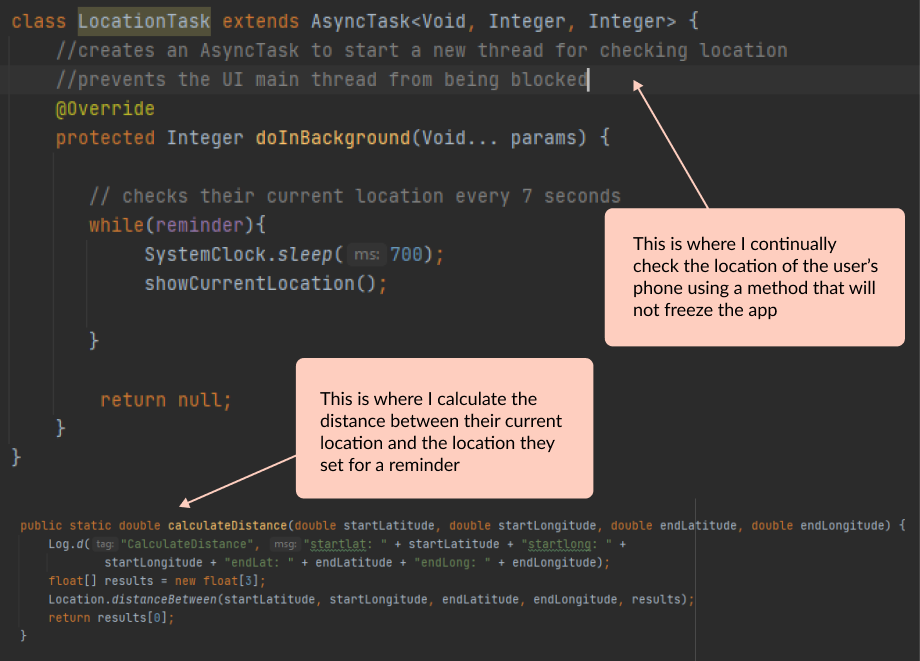 class LocationTask extends AsyncTask<Void, Integer, Integer> {
//creates an AsyncTask to start a new thread for checking location
//prevents the UI main thread from being blocked
@Override
protected Integer doInBackground(Void... params) {
// checks their current location every 7 seconds
while(reminder){
SystemClock.sleep( ms: 700);
showCurrentLocation();
}
return null;
}
}
This is where I continually
check the location of the user's
phone using a method that will
not freeze the app
This is where I calculate the
distance between their current
location and the location they
set for a reminder
public static double calculateDistance(double startLatitude, double startLongitude, double endLatitude, double endLongitude) {
Log.d( tag: "CalculateDistance", msg: "startlat: " + startLatitude + "startlong: " +
startLongitude + "endLat: " + endLatitude + "endLong: " + endLongitude);
float[] results = new float[3];
Location.distanceBetween(startLatitude, startLongitude, endLatitude, endLongitude, results);
return results[0];
}